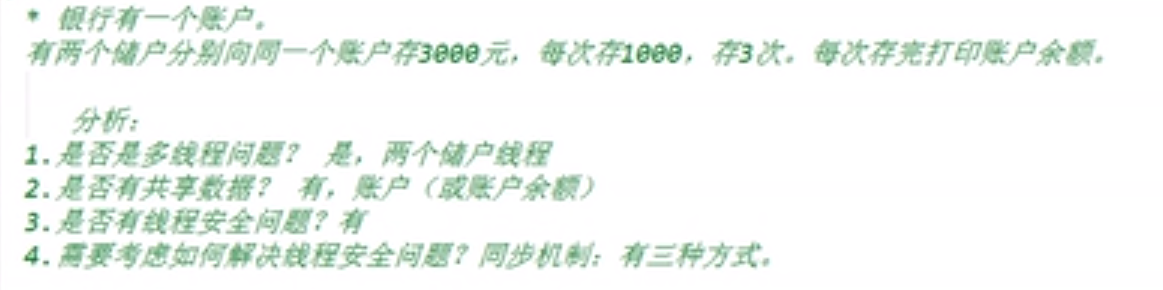 * 银行有一个账户。
有两个储户分别向同一个账户存3000元，每次存1000，存3次。每次存完打印账户余额。
分析：
1.是否是多线程问题？ 是，两个储户线程
2.是否有共享数据？ 有，账户（或账户余额）
3.是否有线程安全问题？有
4.需要考虑如何解决线程安全问题？同步机制：有三种方式。